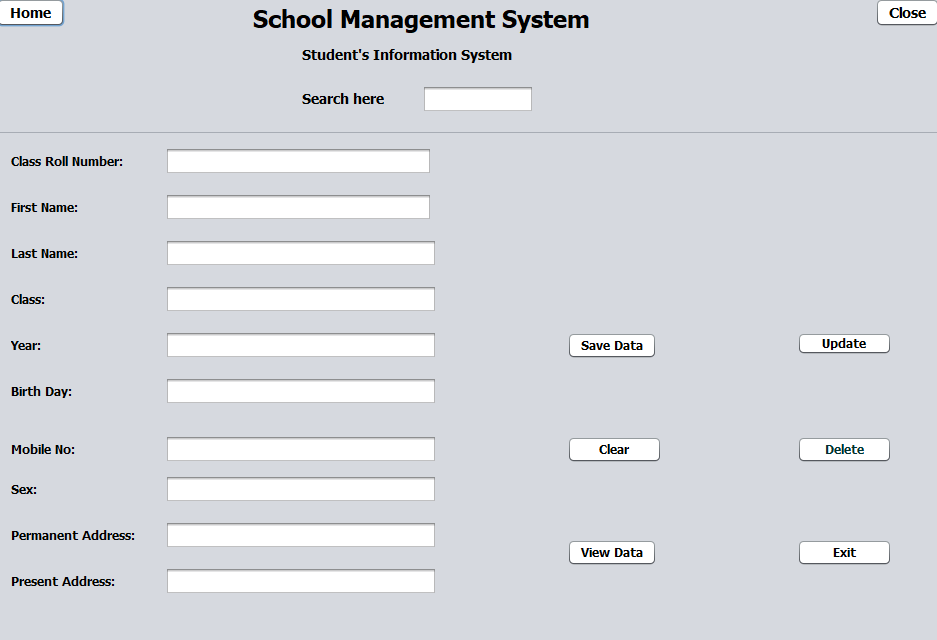 Home
School Management System
Close
Student's Information System
Search here
Class Roll Number:
First Name:
Last Name:
Class:
Year:
Save Data
Update
Birth Day:
Mobile No:
Clear
Delete
Sex:
Permanent Address:
View Data
Exit
Present Address: